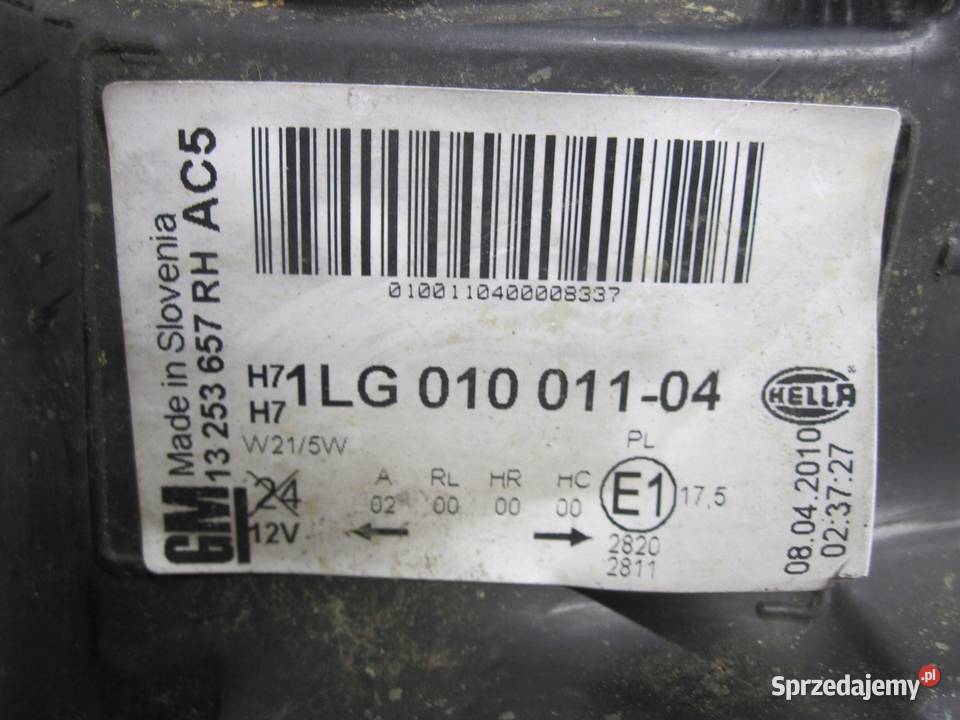 Made in Slovenia
13 253 657 RH AC5
GM
0100110400008337
H7 1LG 010 011-04
H7
W21/5W
HELLA
®
PL
24 A RL HR HC E1 17,5
02 00 00 00
12V
2820
2811
08.04.2010
02:37:27
Sprzedajemy.pl